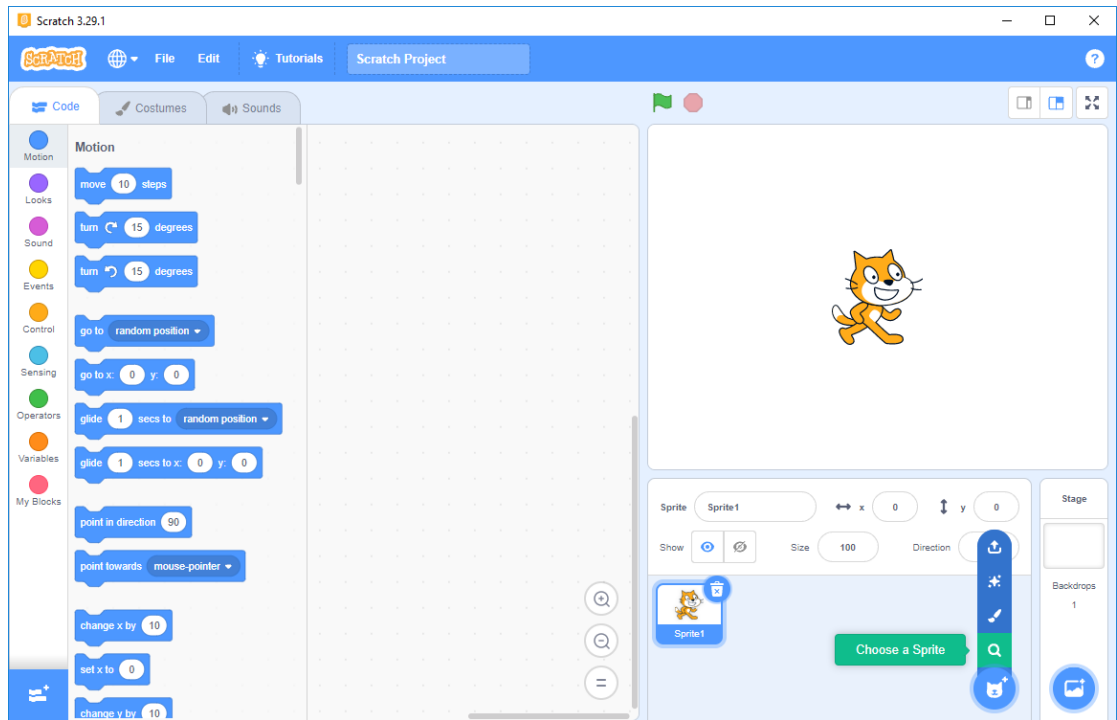 Scratch 3.29.1
SCRATCH File Edit Tutorials Scratch Project ?
Code Costumes Sounds
Motion
Looks
Sound
Events
Control
Sensing
Operators
Variables
My Blocks
Motion
move 10 steps
turn 15 degrees
turn 15 degrees
go to random position
go to x: 0 y: 0
glide 1 secs to random position
glide 1 secs to x: 0 y: 0
point in direction 90
point towards mouse-pointer
change x by 10
set x to 0
change y by 10
Sprite Sprite1 x 0 y 0
Show Size 100 Direction
Sprite1
Choose a Sprite
Stage
Backdrops
1